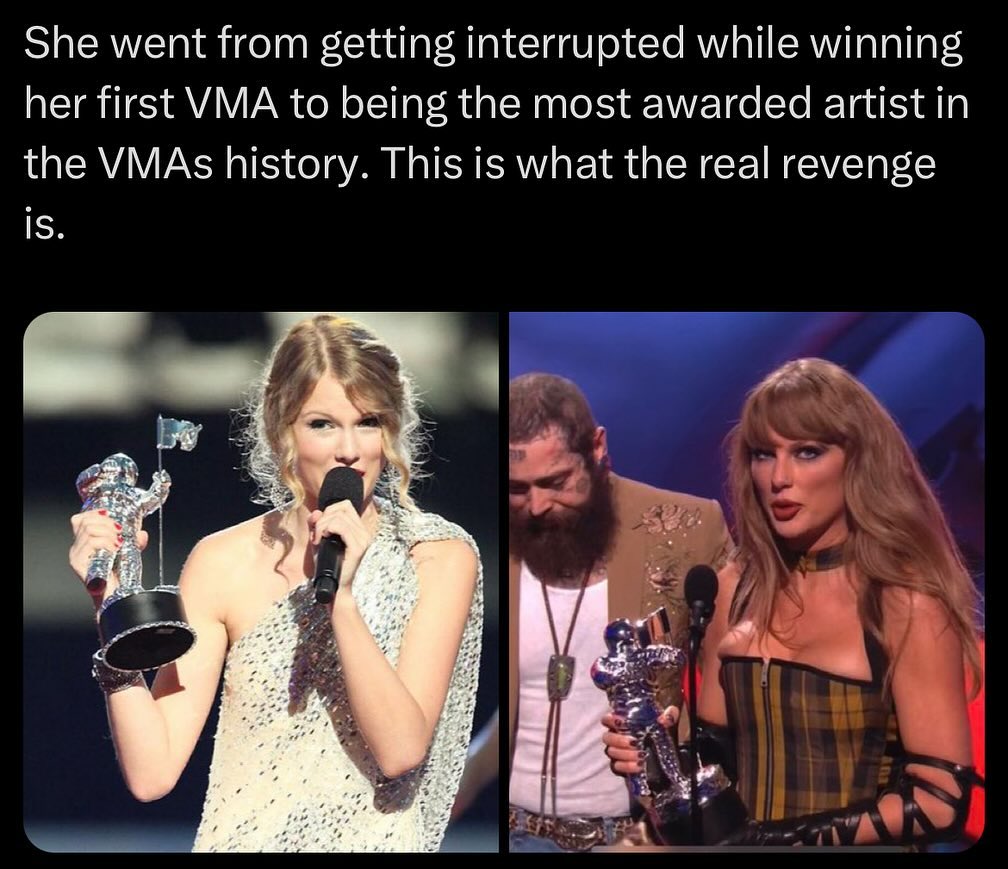 She went from getting interrupted while winning
her first VMA to being the most awarded artist in
the VMAs history. This is what the real revenge
is.